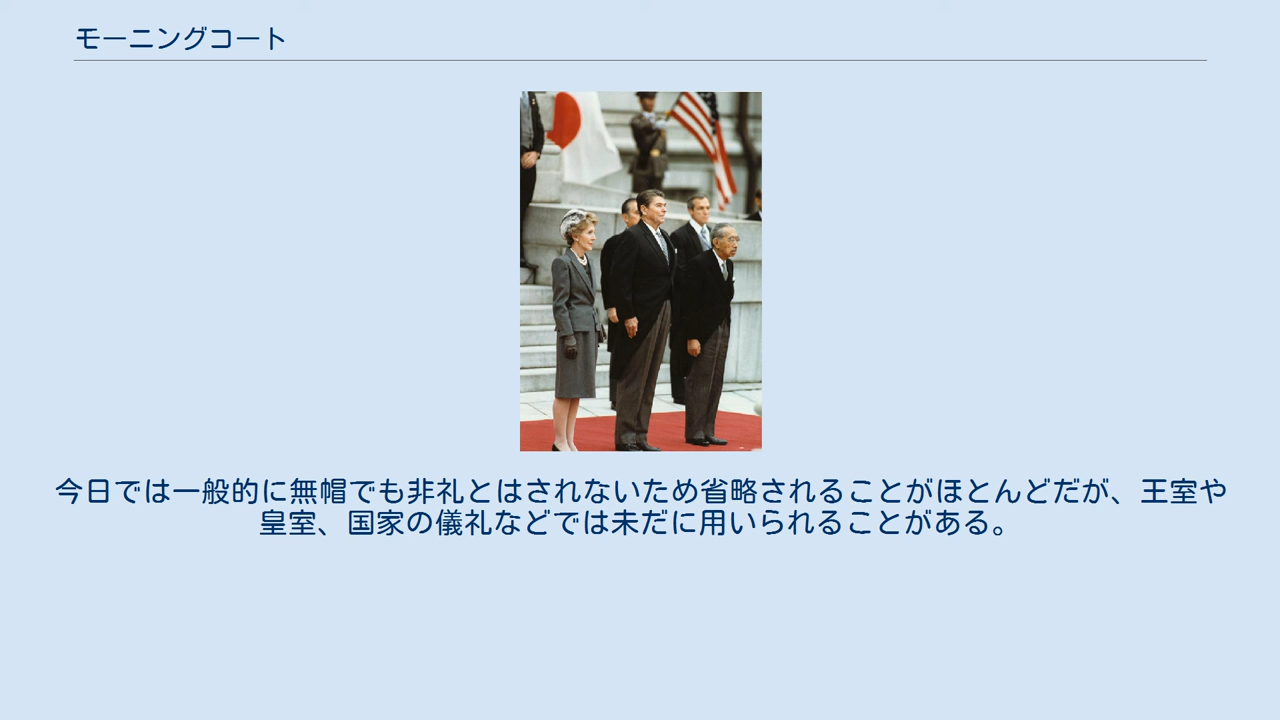 モーニングコート
今日では一般的に無帽でも非礼とはされないため省略されることがほとんどだが、王室や
皇室、国家の儀礼などでは未だに用いられることがある。